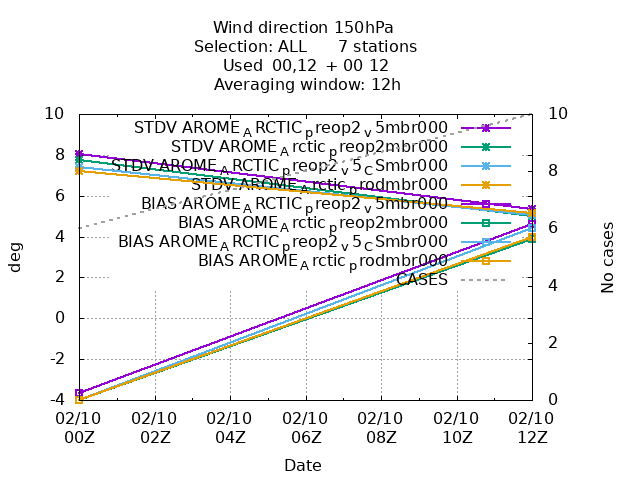 Wind direction 150hPa
Selection: ALL 7 stations
Used 00,12 + 00 12
Averaging window: 12h
10 10
STDV AROME_ARCTIC_preop2_v5mbr000
STDV AROME_Arctic_preop2mbr000
8 8
STDV AROME_ARCTIC_preop2_v5_CSmbr000
STDV AROME_Arctic_prodmbr000
6
BIAS AROME_ARCTIC_preop2_v5mbr000
BIAS AROME_Arctic_preop2mbr000
6
4
BIAS AROME_ARCTIC_preop2_v5_CSmbr000
BIAS AROME_Arctic_prodmbr000
2
CASES
4
0
2
-2
-4 0
deg
No cases
02/10 02/10 02/10 02/10 02/10 02/10 02/10
00Z 02Z 04Z 06Z 08Z 10Z 12Z
Date